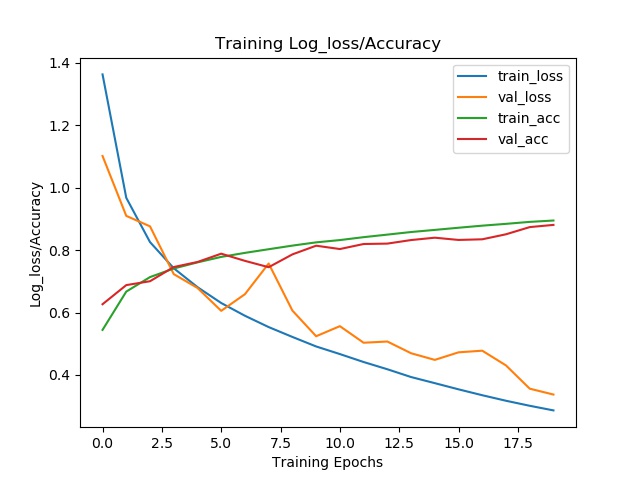 Training Log_loss/Accuracy
train_loss
val_loss
train_acc
val_acc
Log_loss/Accuracy
1.4
1.2
1.0
0.8
0.6
0.4
0.0 2.5 5.0 7.5 10.0 12.5 15.0 17.5
Training Epochs